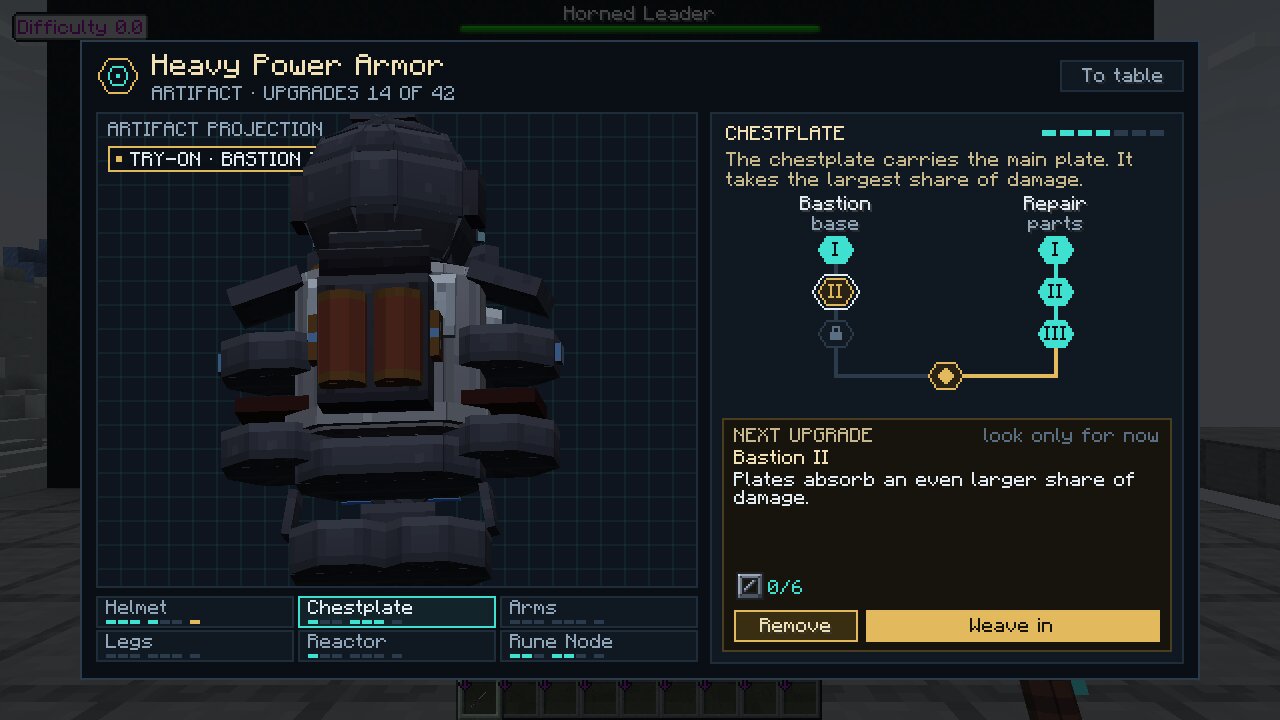 Horned Leader
Difficulty 0.0
Heavy Power Armor
ARTIFACT · UPGRADES 14 OF 42
To table
ARTIFACT PROJECTION
TRY-ON · BASTION
CHESTPLATE
The chestplate carries the main plate. It
takes the largest share of damage.
Bastion
base
Repair
parts
I
I
II
II
III
NEXT UPGRADE
look only for now
Bastion II
Plates absorb an even larger share of
damage.
0/6
Remove
Weave in
Helmet
Chestplate
Arms
Legs
Reactor
Rune Node